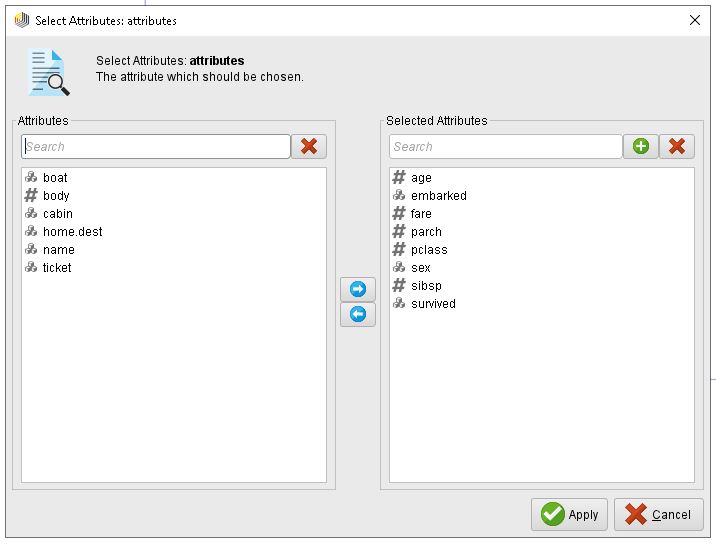 Select Attributes: attributes
Select Attributes: attributes
The attribute which should be chosen.
Attributes
Search
boat
body
cabin
home.dest
name
ticket
Selected Attributes
Search
age
embarked
fare
parch
pclass
sex
sibsp
survived
Apply
Cancel